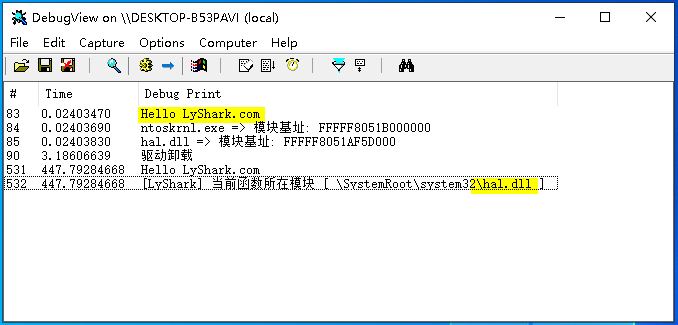 DebugView on \\DESKTOP-B53PAVI (local)
File Edit Capture Options Computer Help
# Time Debug Print
83 0.02403470 Hello LyShark.com
84 0.02403690 ntoskrnl.exe => 模块基址: FFFFF8051B000000
85 0.02403830 hal.dll => 模块基址: FFFFF8051AF5D000
90 3.18606639 驱动卸载
531 447.79284668 Hello LyShark.com
532 447.79284668 [LyShark] 当前函数所在模块 [ \SystemRoot\system32\hal.dll ]